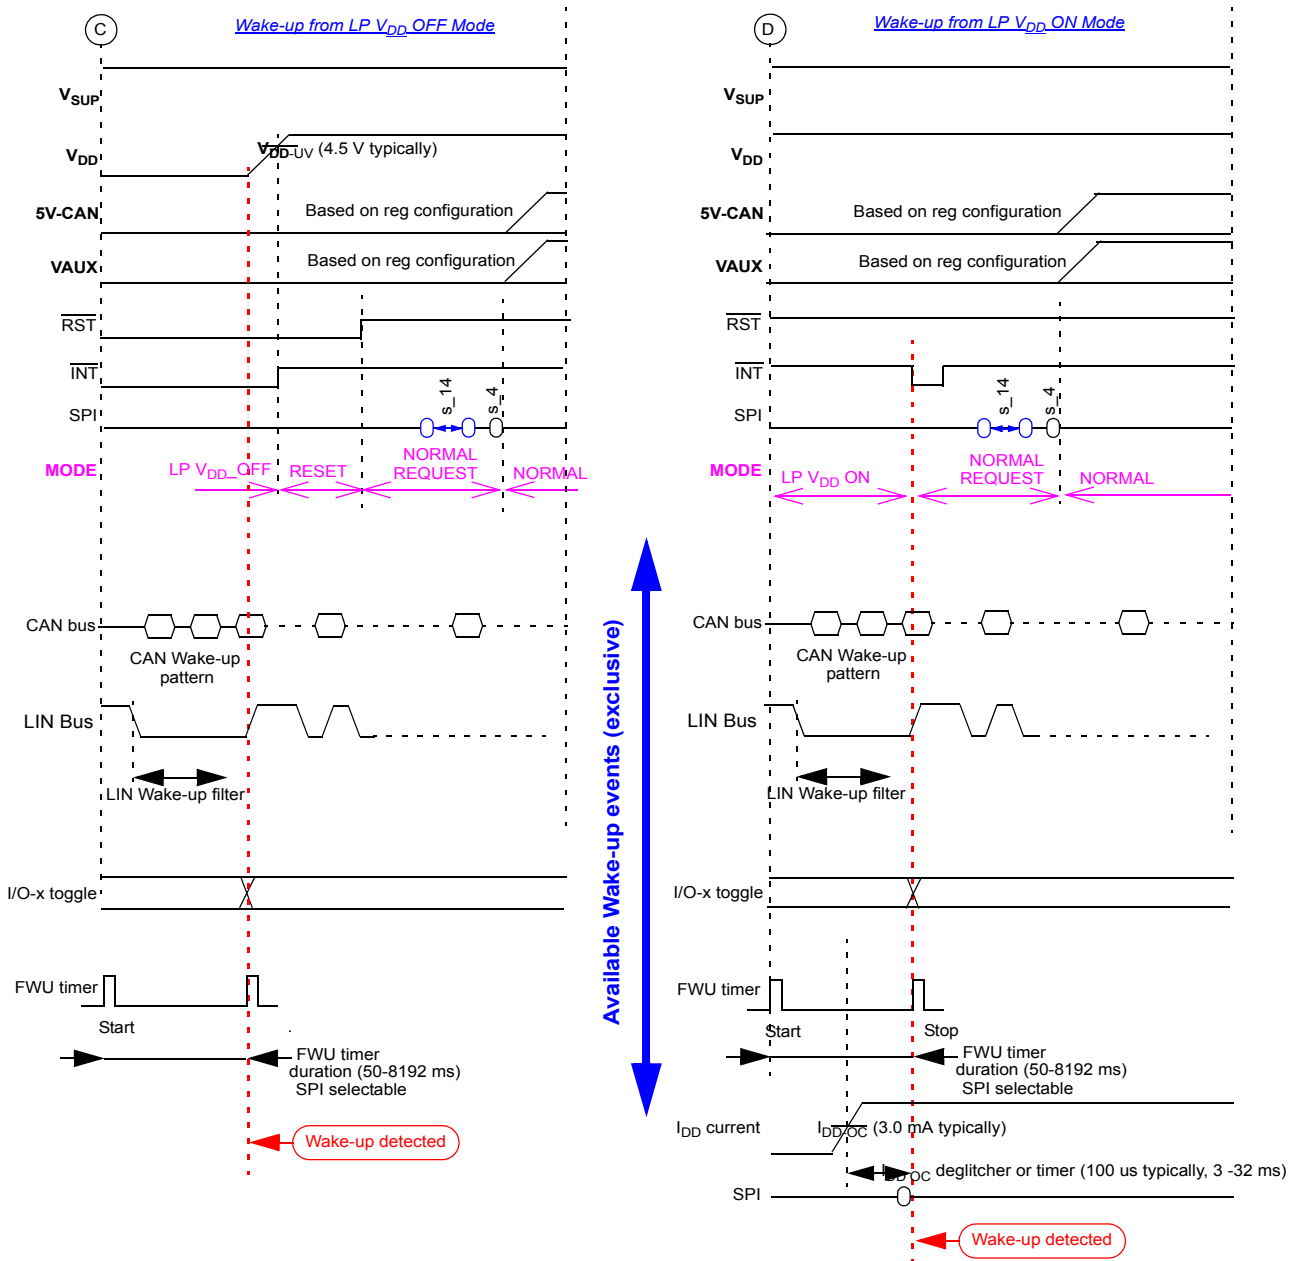 C
Wake-up from LP VDD OFF Mode
VSUP
VDD
VDD-UV (4.5 V typically)
5V-CAN
Based on reg configuration
VAUX
Based on reg configuration
RST
INT
SPI
s_14
s_4
MODE
LP VDD_OFF
RESET
NORMAL
REQUEST
NORMAL
CAN bus
CAN Wake-up
pattern
LIN Bus
LIN Wake-up filter
I/O-x toggle
FWU timer
Start
FWU timer
duration (50-8192 ms)
SPI selectable
Wake-up detected
Available Wake-up events (exclusive)
D
Wake-up from LP VDD ON Mode
VSUP
VDD
5V-CAN
Based on reg configuration
VAUX
Based on reg configuration
RST
INT
SPI
s_14
s_4
MODE
LP VDD ON
NORMAL
REQUEST
NORMAL
CAN bus
CAN Wake-up
pattern
LIN Bus
LIN Wake-up filter
I/O-x toggle
FWU timer
Start
Stop
FWU timer
duration (50-8192 ms)
SPI selectable
IDD current
IDD-OC (3.0 mA typically)
IDD OC deglitcher or timer (100 us typically, 3 -32 ms)
SPI
Wake-up detected